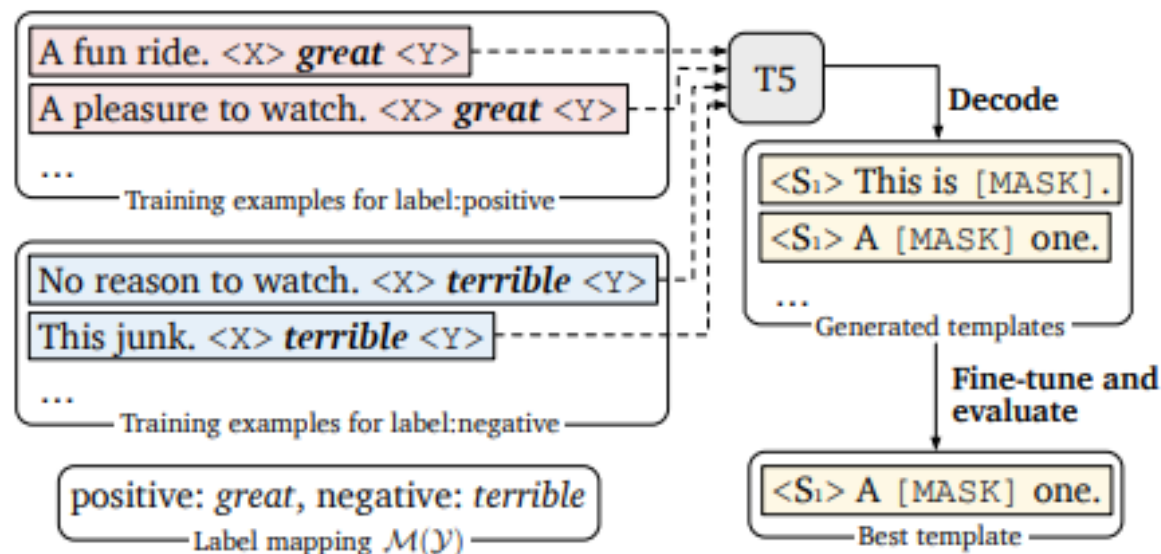 A fun ride. <X> great <Y>
A pleasure to watch. <X> great <Y>
...
Training examples for label:positive
No reason to watch. <X> terrible <Y>
This junk. <X> terrible <Y>
...
Training examples for label:negative
positive: great, negative: terrible
Label mapping ℳ(𝒴)
T5
Decode
<S₁> This is [MASK].
<S₁> A [MASK] one.
...
Generated templates
Fine-tune and
evaluate
<S₁> A [MASK] one.
Best template